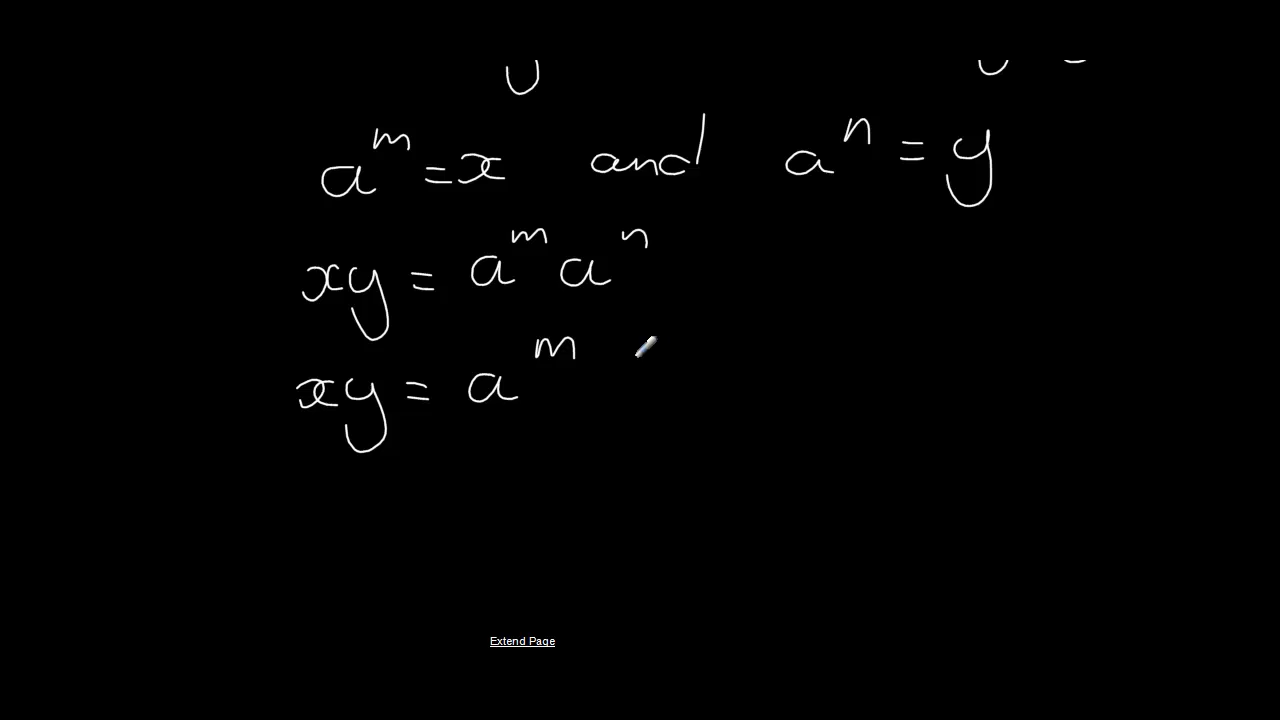 a^m = x and a^n = y
xy = a^m a^n
xy = a^m
Extend Page